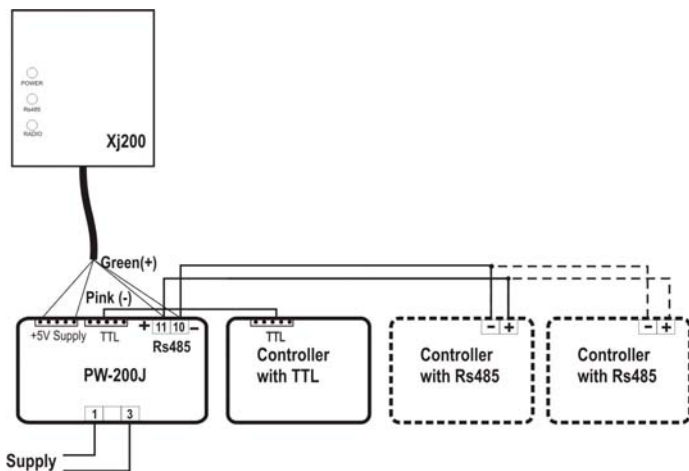 POWER
Rs485
RADIO
Xj200
Green(+)
Pink (-)
+5V Supply
TTL
+ 11 10 -
Rs485
PW-200J
1 3
Supply
TTL
Controller
with TTL
- +
Controller
with Rs485
- +
Controller
with Rs485